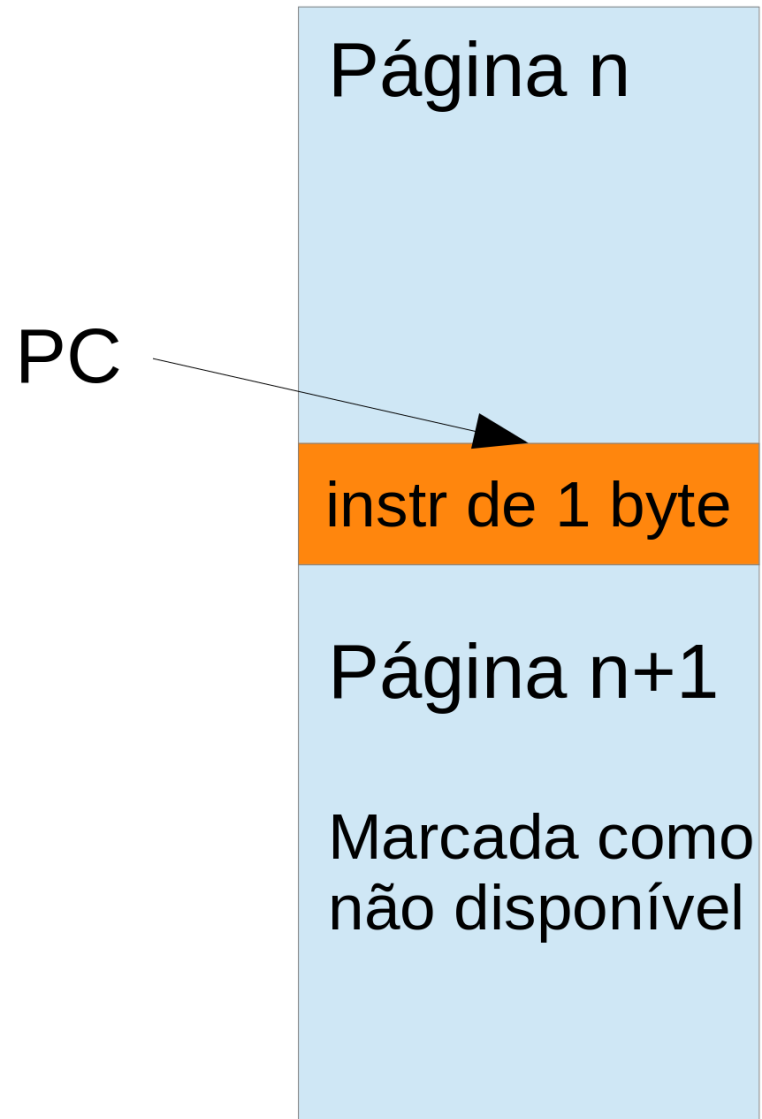 Página n
PC
instr de 1 byte
Página n+1
Marcada como
não disponível